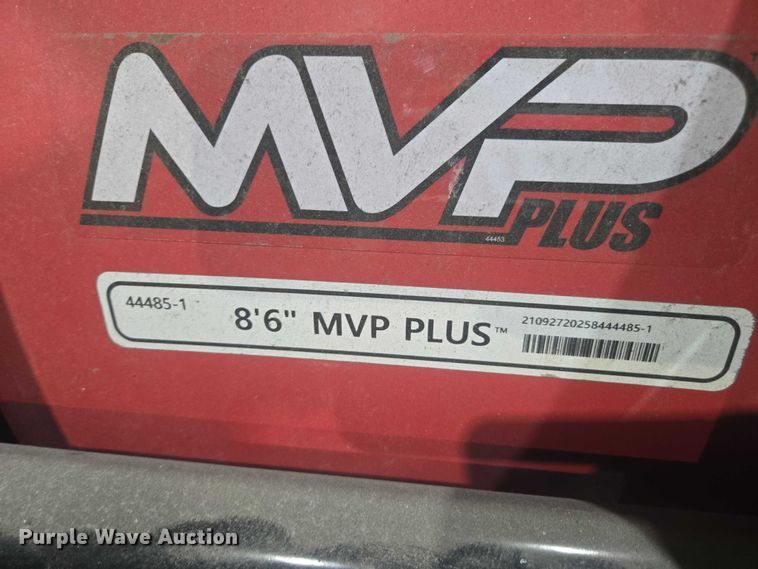 MVP
PLUS
44453
44485-1
8'6" MVP PLUS™
21092720258444485-1
Purple Wave Auction